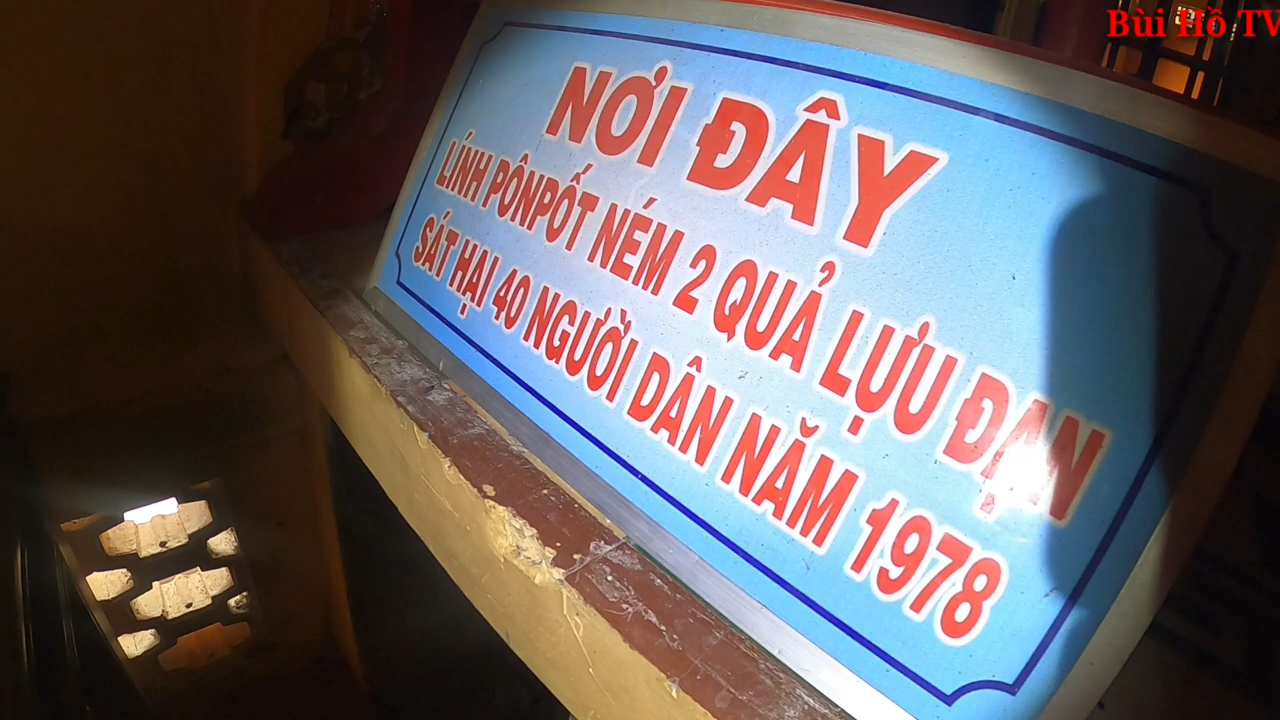 Bùi Hồ TV
NƠI ĐÂY
LÍNH PÔNPỐT NÉM 2 QUẢ LỰU ĐẠN
SÁT HẠI 40 NGƯỜI DÂN NĂM 1978